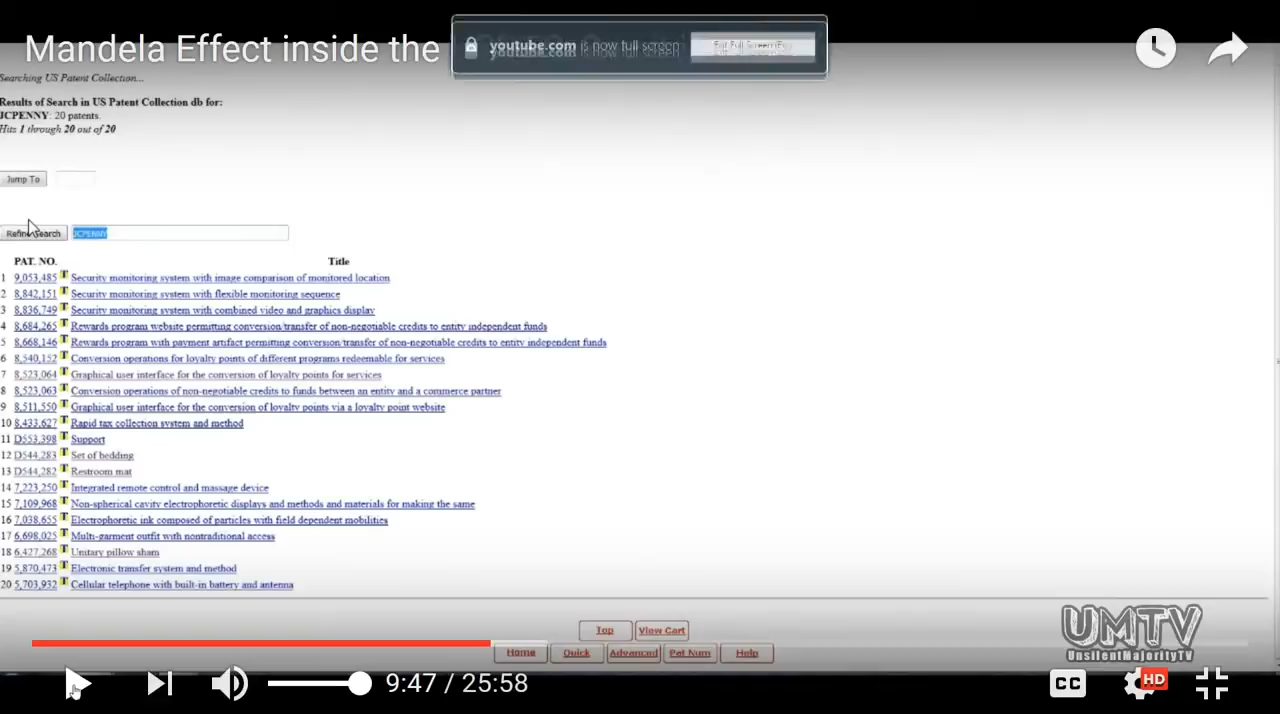 Mandela Effect inside the
youtube.com is now full screen
Searching US Patent Collection...
Results of Search in US Patent Collection db for:
JCPENNY: 20 patents.
Hits 1 through 20 out of 20
Jump To
Refine Search JCPENNY
PAT. NO. Title
1 9,053,485 T Security monitoring system with image comparison of monitored location
2 8,842,151 T Security monitoring system with flexible monitoring sequence
3 8,836,749 T Security monitoring system with combined video and graphics display
4 8,684,265 T Rewards program website permitting conversion/transfer of non-negotiable credits to entity independent funds
5 8,668,146 T Rewards program with payment artifact permitting conversion/transfer of non-negotiable credits to entity independent funds
6 8,540,152 T Conversion operations for loyalty points of different programs redeemable for services
7 8,523,064 T Graphical user interface for the conversion of loyalty points for services
8 8,523,063 T Conversion operations of non-negotiable credits to funds between an entity and a commerce partner
9 8,511,550 T Graphical user interface for the conversion of loyalty points via a loyalty point website
10 8,433,627 T Rapid tax collection system and method
11 D553,398 T Support
12 D544,283 T Set of bedding
13 D544,282 T Restroom mat
14 7,223,250 T Integrated remote control and massage device
15 7,109,968 T Non-spherical cavity electrophoretic displays and methods and materials for making the same
16 7,038,655 T Electrophoretic ink composed of particles with field dependent mobilities
17 6,698,025 T Multi-garment outfit with nontraditional access
18 6,427,268 T Unitary pillow sham
19 5,870,473 T Electronic transfer system and method
20 5,703,932 T Cellular telephone with built-in battery and antenna
Top View Cart
Home Quick Advanced Pat Num Help
UMTV
UnsilentMajorityTV
9:47 / 25:58
CC HD